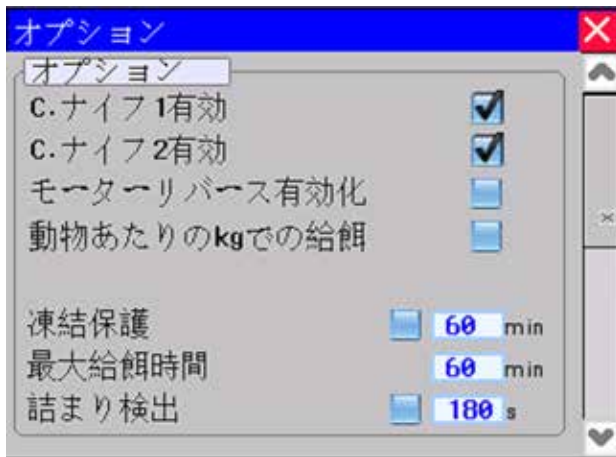 オプション
オプション
C.ナイフ1有効
C.ナイフ2有効
モーターリバース有効化
動物あたりのkgでの給餌
凍結保護 60 min
最大給餌時間 60 min
詰まり検出 180 s